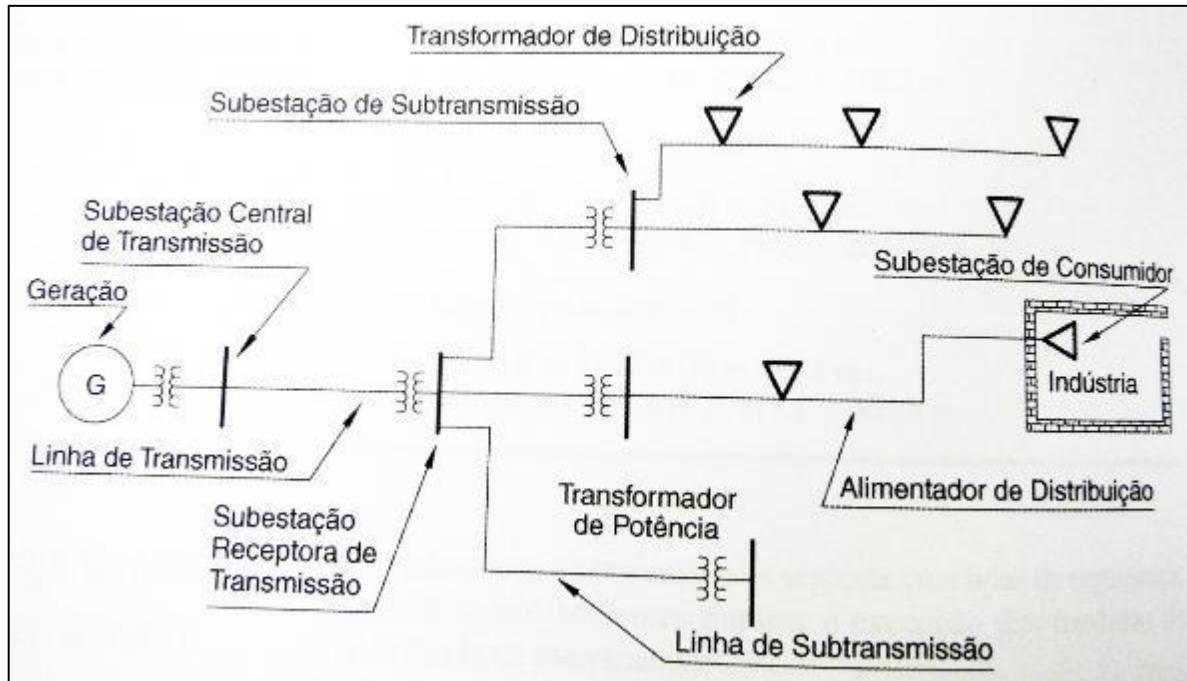 Transformador de Distribuição
Subestação de Subtransmissão
Subestação Central
de Transmissão
Geração
Subestação de Consumidor
G
Indústria
Linha de Transmissão
Alimentador de Distribuição
Transformador
de Potência
Subestação
Receptora de
Transmissão
Linha de Subtransmissão